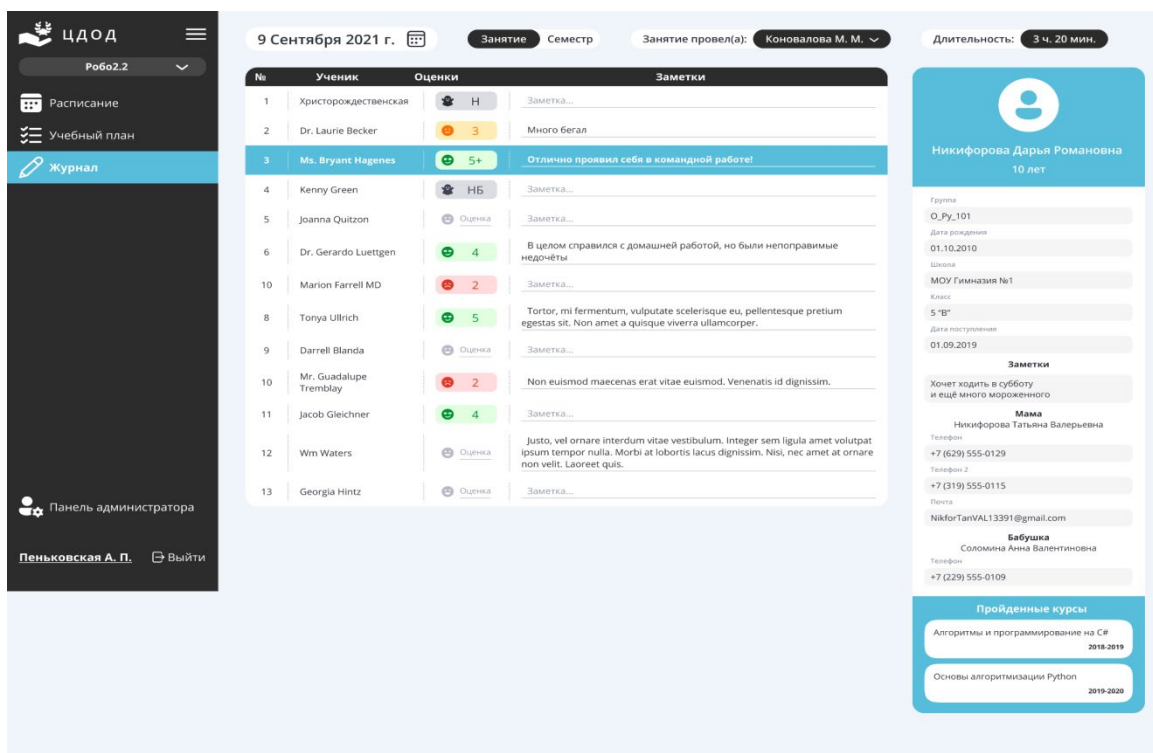 ЦДОД
Робо2.2
Расписание
Учебный план
Журнал
Панель администратора
Пеньковская А. П. Выйти
9 Сентября 2021 г. Занятие Семестр Занятие провел(а): Коновалова М. М. Длительность: 3 ч. 20 мин.
№ Ученик Оценки Заметки
1 Христорождественская Н Заметка...
2 Dr. Laurie Becker 3 Много бегал
3 Ms. Bryant Hagenes 5+ Отлично проявил себя в командной работе!
4 Kenny Green НБ Заметка...
5 Joanna Quitzon Оценка Заметка...
6 Dr. Gerardo Luettgen 4 В целом справился с домашней работой, но были непоправимые
недочёты
10 Marion Farrell MD 2 Заметка...
8 Tonya Ullrich 5 Tortor, mi fermentum, vulputate scelerisque eu, pellentesque pretium
egestas sit. Non amet a quisque viverra ullamcorper.
9 Darrell Blanda Оценка Заметка...
10 Mr. Guadalupe
Tremblay 2 Non euismod maecenas erat vitae euismod. Venenatis id dignissim.
11 Jacob Gleichner 4 Заметка...
12 Wm Waters Оценка Justo, vel ornare interdum vitae vestibulum. Integer sem ligula amet volutpat
ipsum tempor nulla. Morbi at lobortis lacus dignissim. Nisi, nec amet at ornare
non velit. Laoreet quis.
13 Georgia Hintz Оценка Заметка...
Никифорова Дарья Романовна
10 лет
Группа
O_Py_101
Дата рождения
01.10.2010
Школа
МОУ Гимназия №1
Класс
5 "В"
Дата поступления
01.09.2019
Заметки
Хочет ходить в субботу
и ещё много мороженного
Мама
Никифорова Татьяна Валерьевна
Телефон
+7 (629) 555-0129
Телефон 2
+7 (319) 555-0115
Почта
NikforTanVAL13391@gmail.com
Бабушка
Соломина Анна Валентиновна
Телефон
+7 (229) 555-0109
Пройденные курсы
Алгоритмы и программирование на C#
2018-2019
Основы алгоритмизации Python
2019-2020